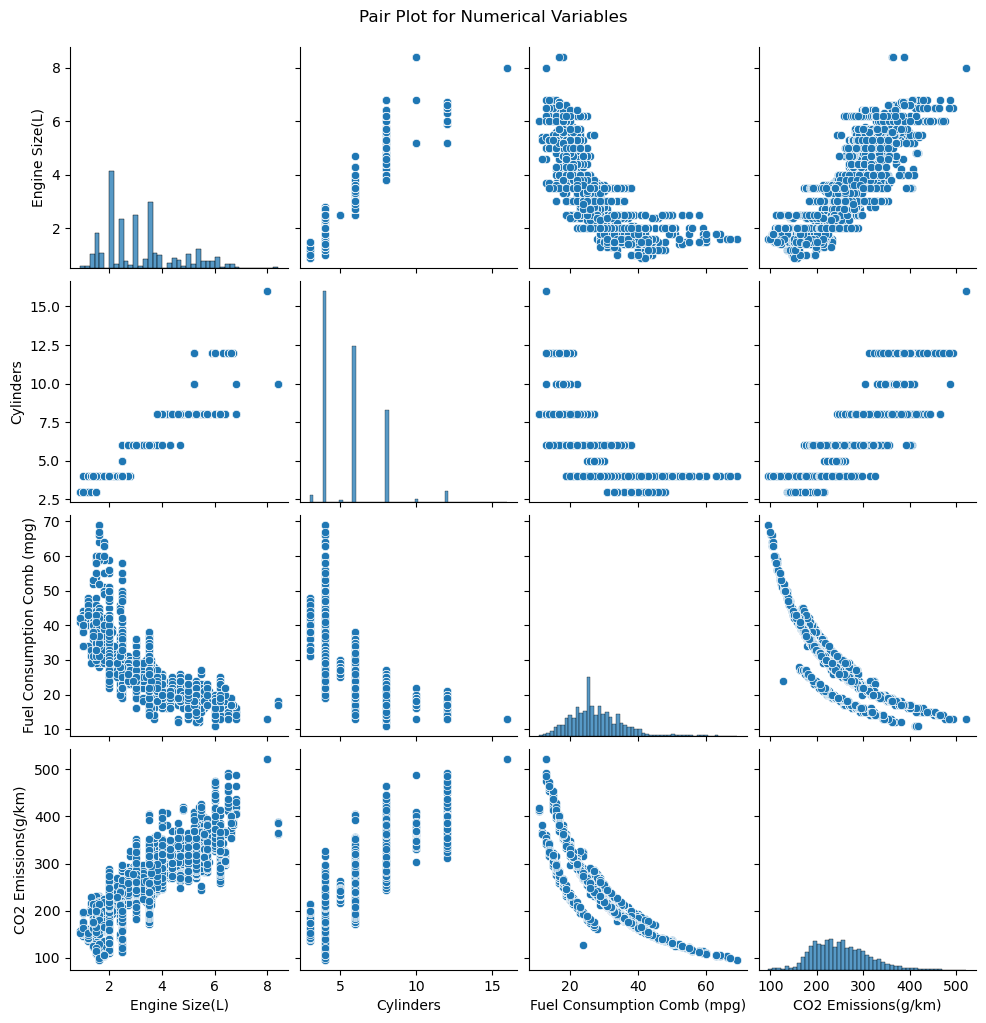 Pair Plot for Numerical Variables
Engine Size(L)
8
6
4
2
Cylinders
15.0
12.5
10.0
7.5
5.0
2.5
Fuel Consumption Comb (mpg)
70
60
50
40
30
20
10
CO2 Emissions(g/km)
500
400
300
200
100
2 4 6 8
5 10 15
20 40 60
100 200 300 400 500
Engine Size(L)
Cylinders
Fuel Consumption Comb (mpg)
CO2 Emissions(g/km)